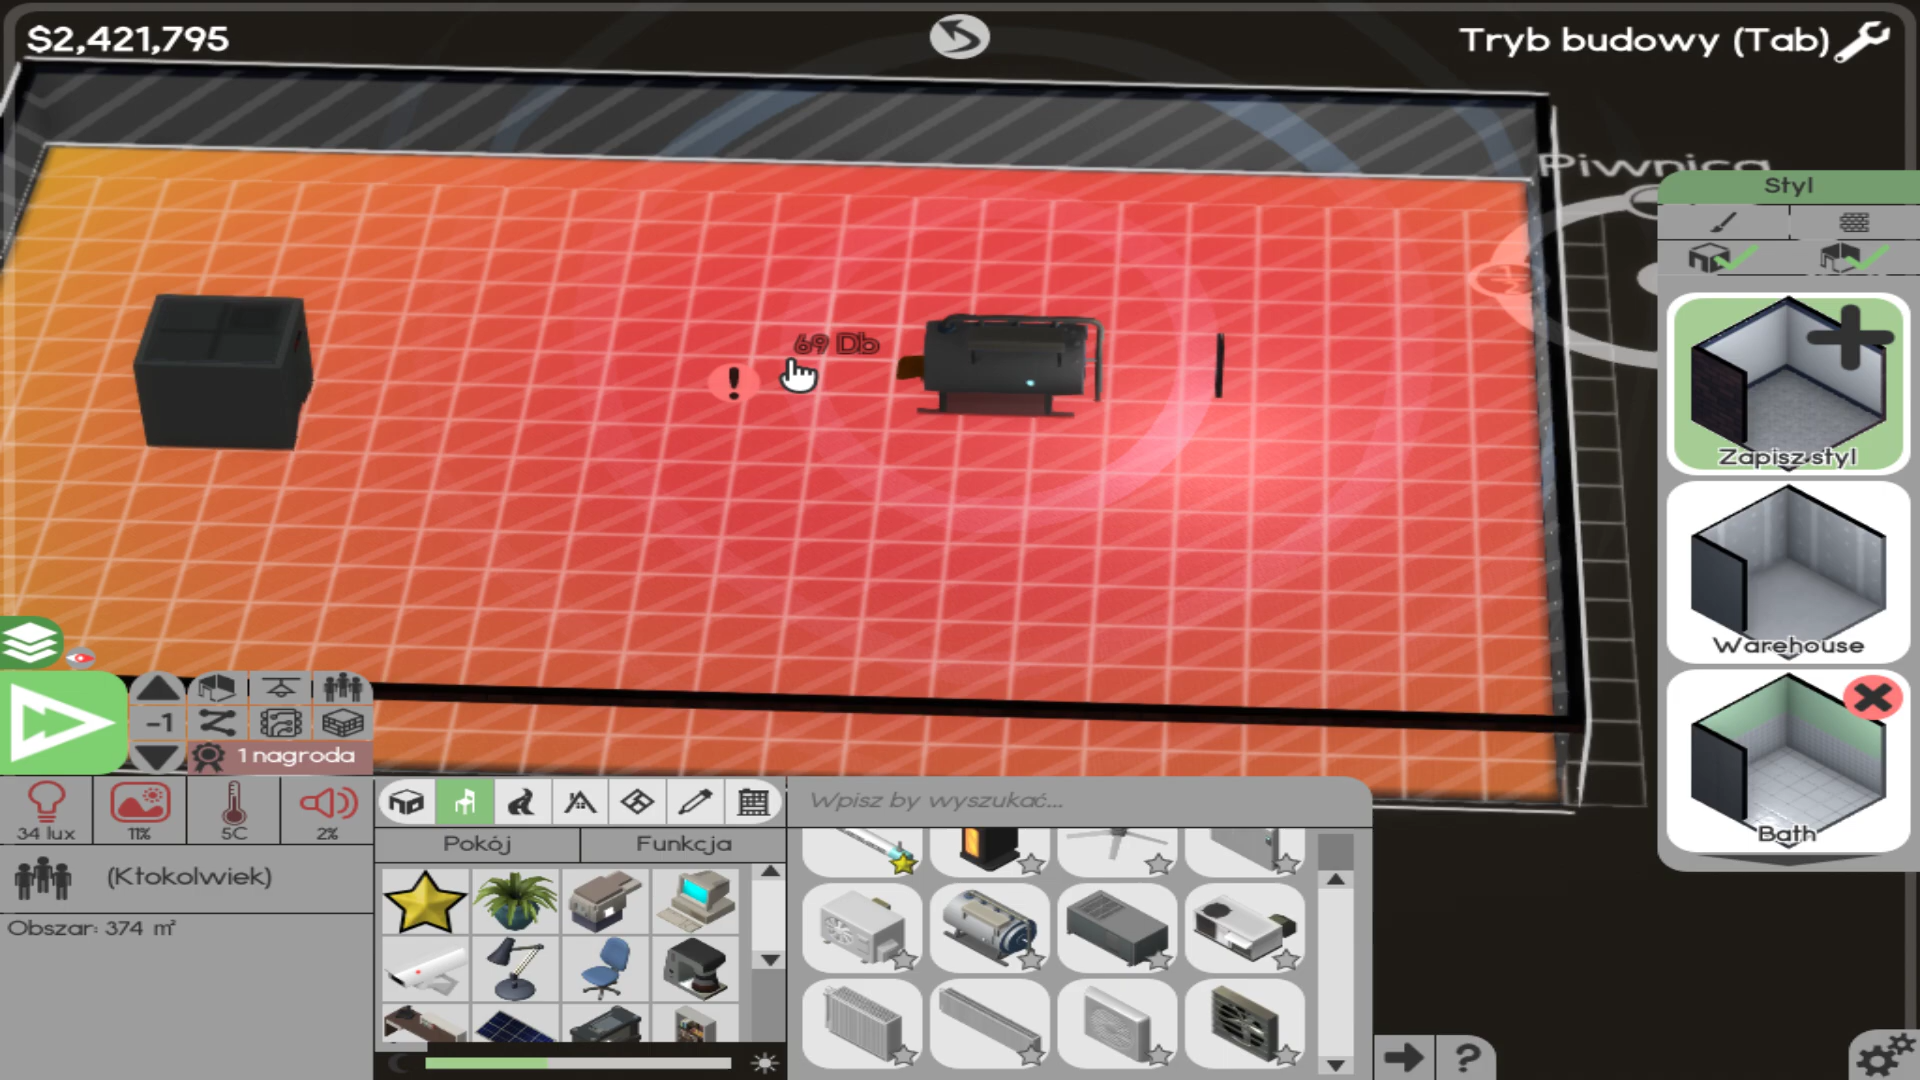 $2,421,795
Tryb budowy (Tab)
Piwnica
Styl
69 Db
Zapisz styl
Warehouse
Bath
-1
1 nagroda
34 lux
11%
5C
2%
(Ktokolwiek)
Obszar: 374 m²
Pokój
Funkcja
Wpisz by wyszukać...
?